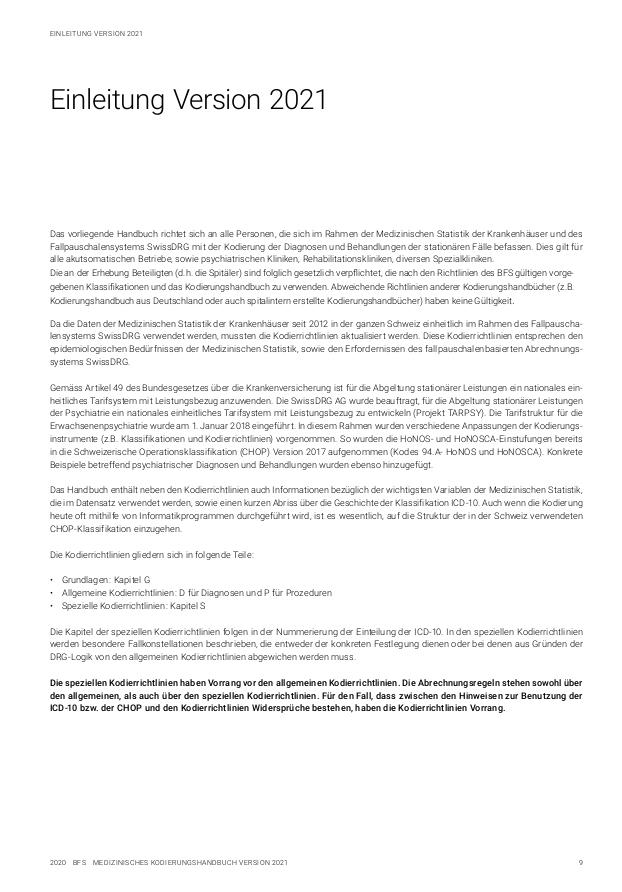 EINLEITUNG VERSION 2021
Einleitung Version 2021
Das vorliegende Handbuch richtet sich an alle Personen, die sich im Rahmen der Medizinischen Statistik der Krankenhäuser und des
Fallpauschalensystems SwissDRG mit der Kodierung der Diagnosen und Behandlungen der stationären Fälle befassen. Dies gilt für
alle akutsomatischen Betriebe, sowie psychiatrischen Kliniken, Rehabilitationskliniken, diversen Spezialkliniken.
Die an der Erhebung Beteiligten (d.h. die Spitäler) sind folglich gesetzlich verpflichtet, die nach den Richtlinien des BFS gültigen vorge-
gebenen Klassifikationen und das Kodierungshandbuch zu verwenden. Abweichende Richtlinien anderer Kodierungshandbücher (z.B.
Kodierungshandbuch aus Deutschland oder auch spitalintern erstellte Kodierungshandbücher) haben keine Gültigkeit.
Da die Daten der Medizinischen Statistik der Krankenhäuser seit 2012 in der ganzen Schweiz einheitlich im Rahmen des Fallpauscha-
lensystems SwissDRG verwendet werden, mussten die Kodierrichtlinien aktualisiert werden. Diese Kodierrichtlinien entsprechen den
epidemiologischen Bedürfnissen der Medizinischen Statistik, sowie den Erfordernissen des fallpauschalenbasierten Abrechnungs-
systems SwissDRG.
Gemäss Artikel 49 des Bundesgesetzes über die Krankenversicherung ist für die Abgeltung stationärer Leistungen ein nationales ein-
heitliches Tarifsystem mit Leistungsbezug anzuwenden. Die SwissDRG AG wurde beauftragt, für die Abgeltung stationärer Leistungen
der Psychiatrie ein nationales einheitliches Tarifsystem mit Leistungsbezug zu entwickeln (Projekt TARPSY). Die Tarifstruktur für die
Erwachsenenpsychiatrie wurde am 1. Januar 2018 eingeführt. In diesem Rahmen wurden verschiedene Anpassungen der Kodierungs-
instrumente (z.B. Klassifikationen und Kodierrichtlinien) vorgenommen. So wurden die HoNOS- und HoNOSCA-Einstufungen bereits
in die Schweizerische Operationsklassifikation (CHOP) Version 2017 aufgenommen (Kodes 94.A- HoNOS und HoNOSCA). Konkrete
Beispiele betreffend psychiatrischer Diagnosen und Behandlungen wurden ebenso hinzugefügt.
Das Handbuch enthält neben den Kodierrichtlinien auch Informationen bezüglich der wichtigsten Variablen der Medizinischen Statistik,
die im Datensatz verwendet werden, sowie einen kurzen Abriss über die Geschichte der Klassifikation ICD-10. Auch wenn die Kodierung
heute oft mithilfe von Informatikprogrammen durchgeführt wird, ist es wesentlich, auf die Struktur der in der Schweiz verwendeten
CHOP-Klassifikation einzugehen.
Die Kodierrichtlinien gliedern sich in folgende Teile:
• Grundlagen: Kapitel G
• Allgemeine Kodierrichtlinien: D für Diagnosen und P für Prozeduren
• Spezielle Kodierrichtlinien: Kapitel S
Die Kapitel der speziellen Kodierrichtlinien folgen in der Nummerierung der Einteilung der ICD-10. In den speziellen Kodierrichtlinien
werden besondere Fallkonstellationen beschrieben, die entweder der konkreten Festlegung dienen oder bei denen aus Gründen der
DRG-Logik von den allgemeinen Kodierrichtlinien abgewichen werden muss.
Die speziellen Kodierrichtlinien haben Vorrang vor den allgemeinen Kodierrichtlinien. Die Abrechnungsregeln stehen sowohl über
den allgemeinen, als auch über den speziellen Kodierrichtlinien. Für den Fall, dass zwischen den Hinweisen zur Benutzung der
ICD-10 bzw. der CHOP und den Kodierrichtlinien Widersprüche bestehen, haben die Kodierrichtlinien Vorrang.
2020 BFS MEDIZINISCHES KODIERUNGSHANDBUCH VERSION 2021 9